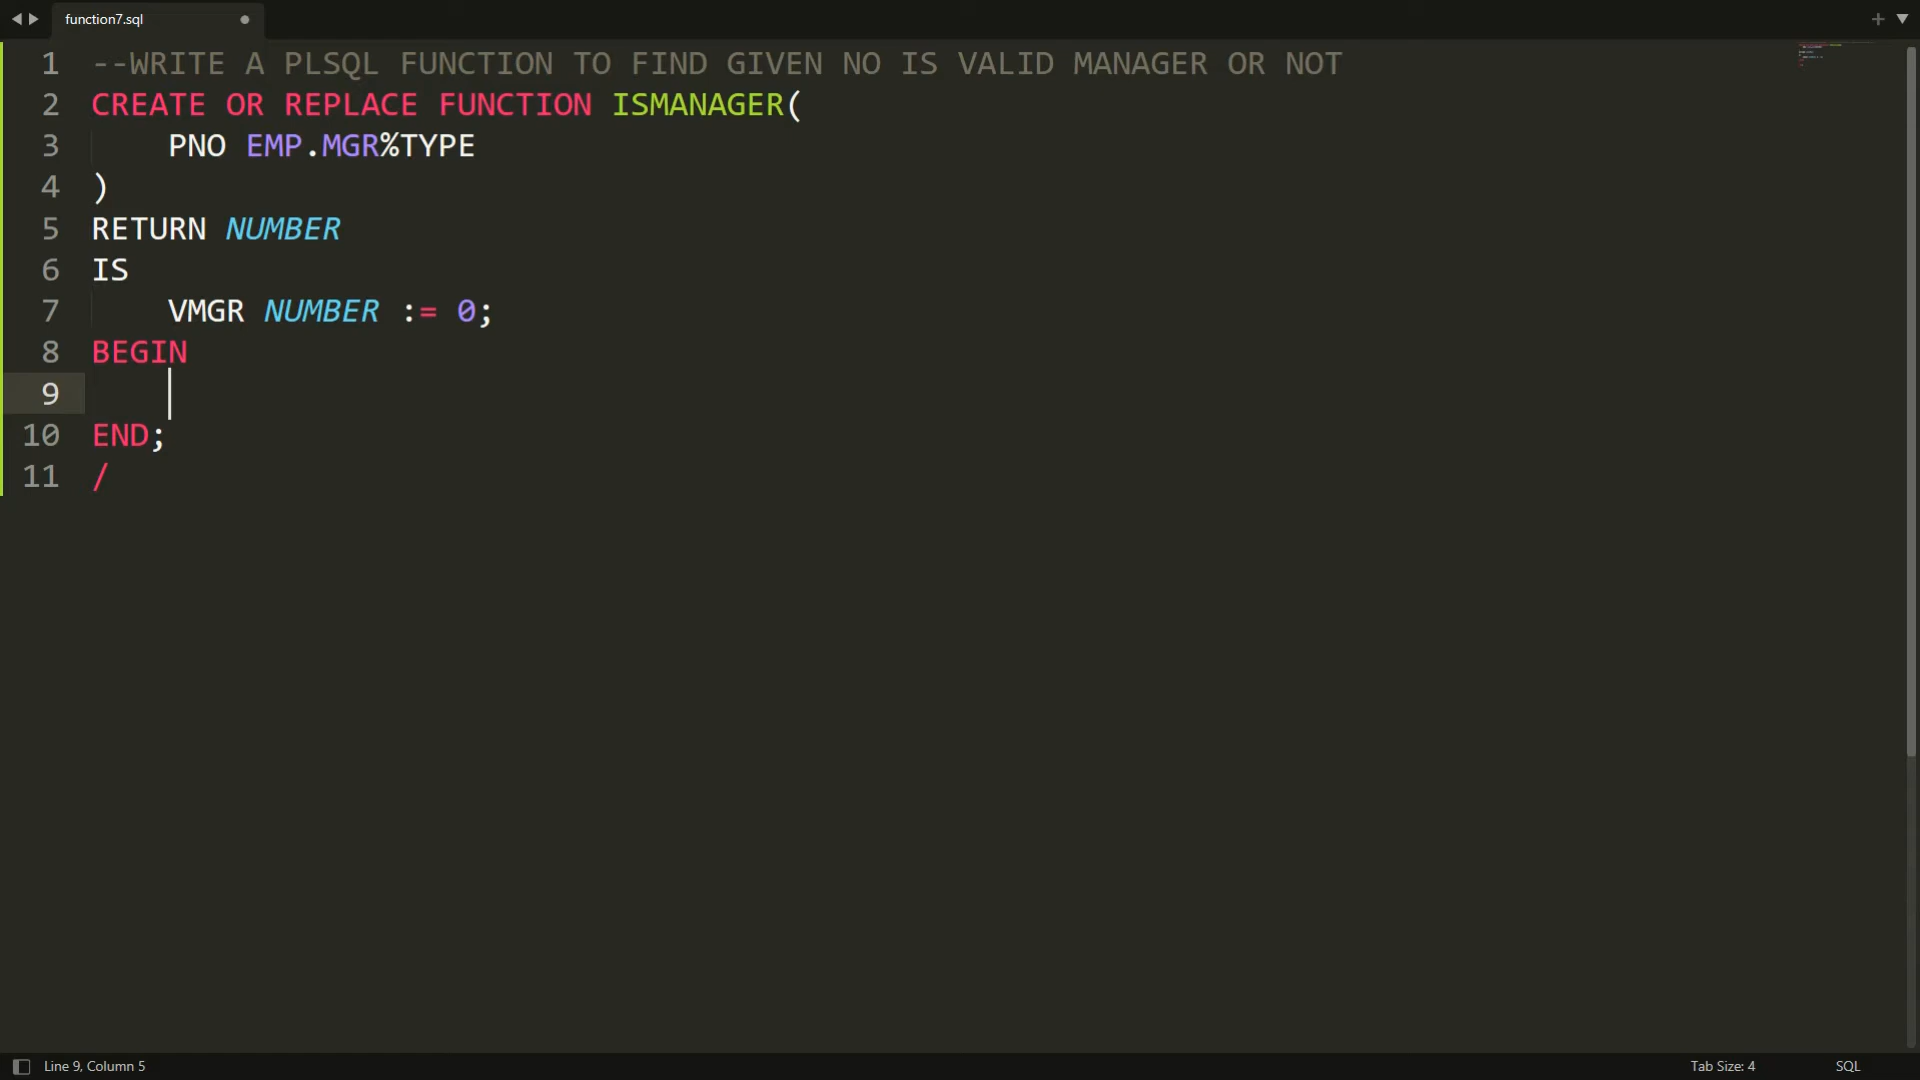 function7.sql
1 --WRITE A PLSQL FUNCTION TO FIND GIVEN NO IS VALID MANAGER OR NOT
2 CREATE OR REPLACE FUNCTION ISMANAGER(
3 PNO EMP.MGR%TYPE
4 )
5 RETURN NUMBER
6 IS
7 VMGR NUMBER := 0;
8 BEGIN
9
10 END;
11 /
Line 9, Column 5 Tab Size: 4 SQL